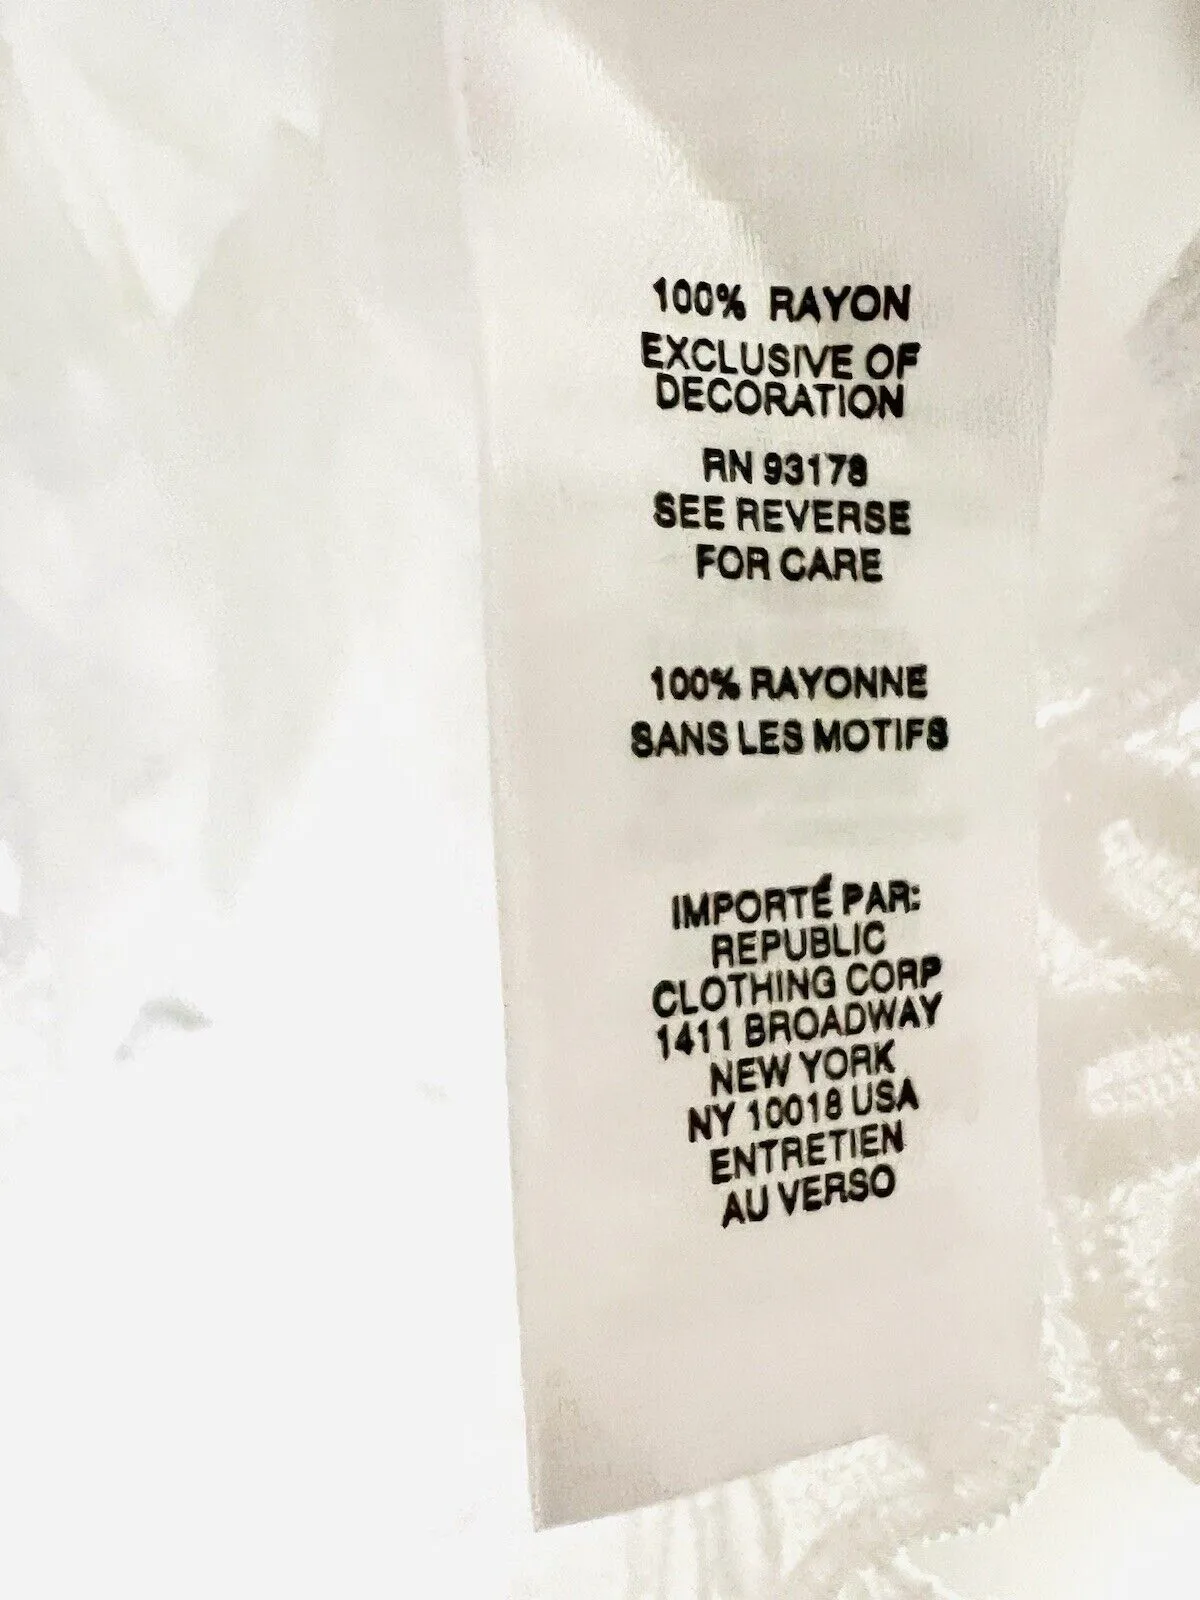 100% RAYON
EXCLUSIVE OF
DECORATION
RN 93178
SEE REVERSE
FOR CARE
100% RAYONNE
SANS LES MOTIFS
IMPORTÉ PAR:
REPUBLIC
CLOTHING CORP
1411 BROADWAY
NEW YORK
NY 10018 USA
ENTRETIEN
AU VERSO